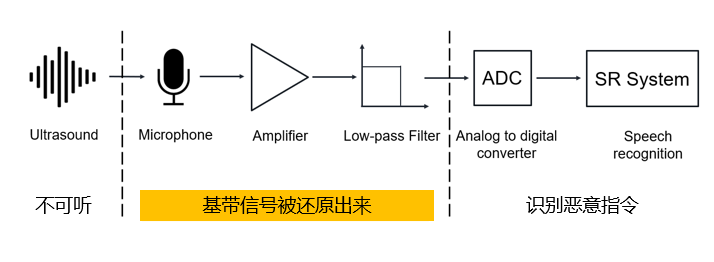 ADC
SR System
Ultrasound
Microphone
Amplifier
Low-pass Filter
Analog to digital
converter
Speech
recognition
不可听
基带信号被还原出来
识别恶意指令